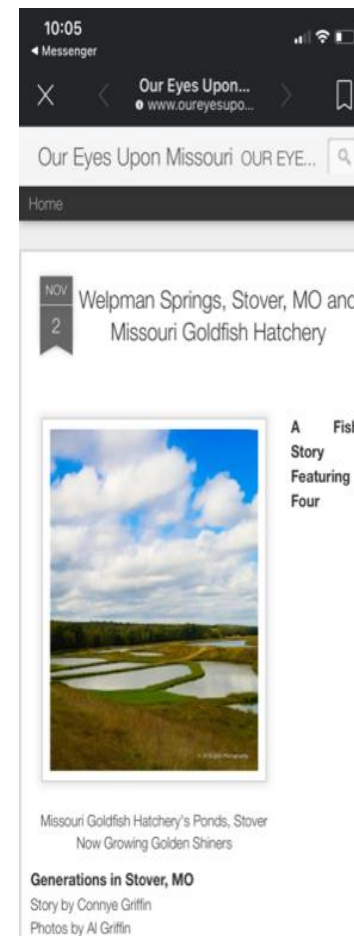 10:05
Messenger
Our Eyes Upon...
www.oureyesupo...
Our Eyes Upon Missouri OUR EYE...
Home
NOV
2
Welpman Springs, Stover, MO and
Missouri Goldfish Hatchery
A Fish
Story
Featuring
Four
Missouri Goldfish Hatchery's Ponds, Stover
Now Growing Golden Shiners
Generations in Stover, MO
Story by Connye Griffin
Photos by Al Griffin